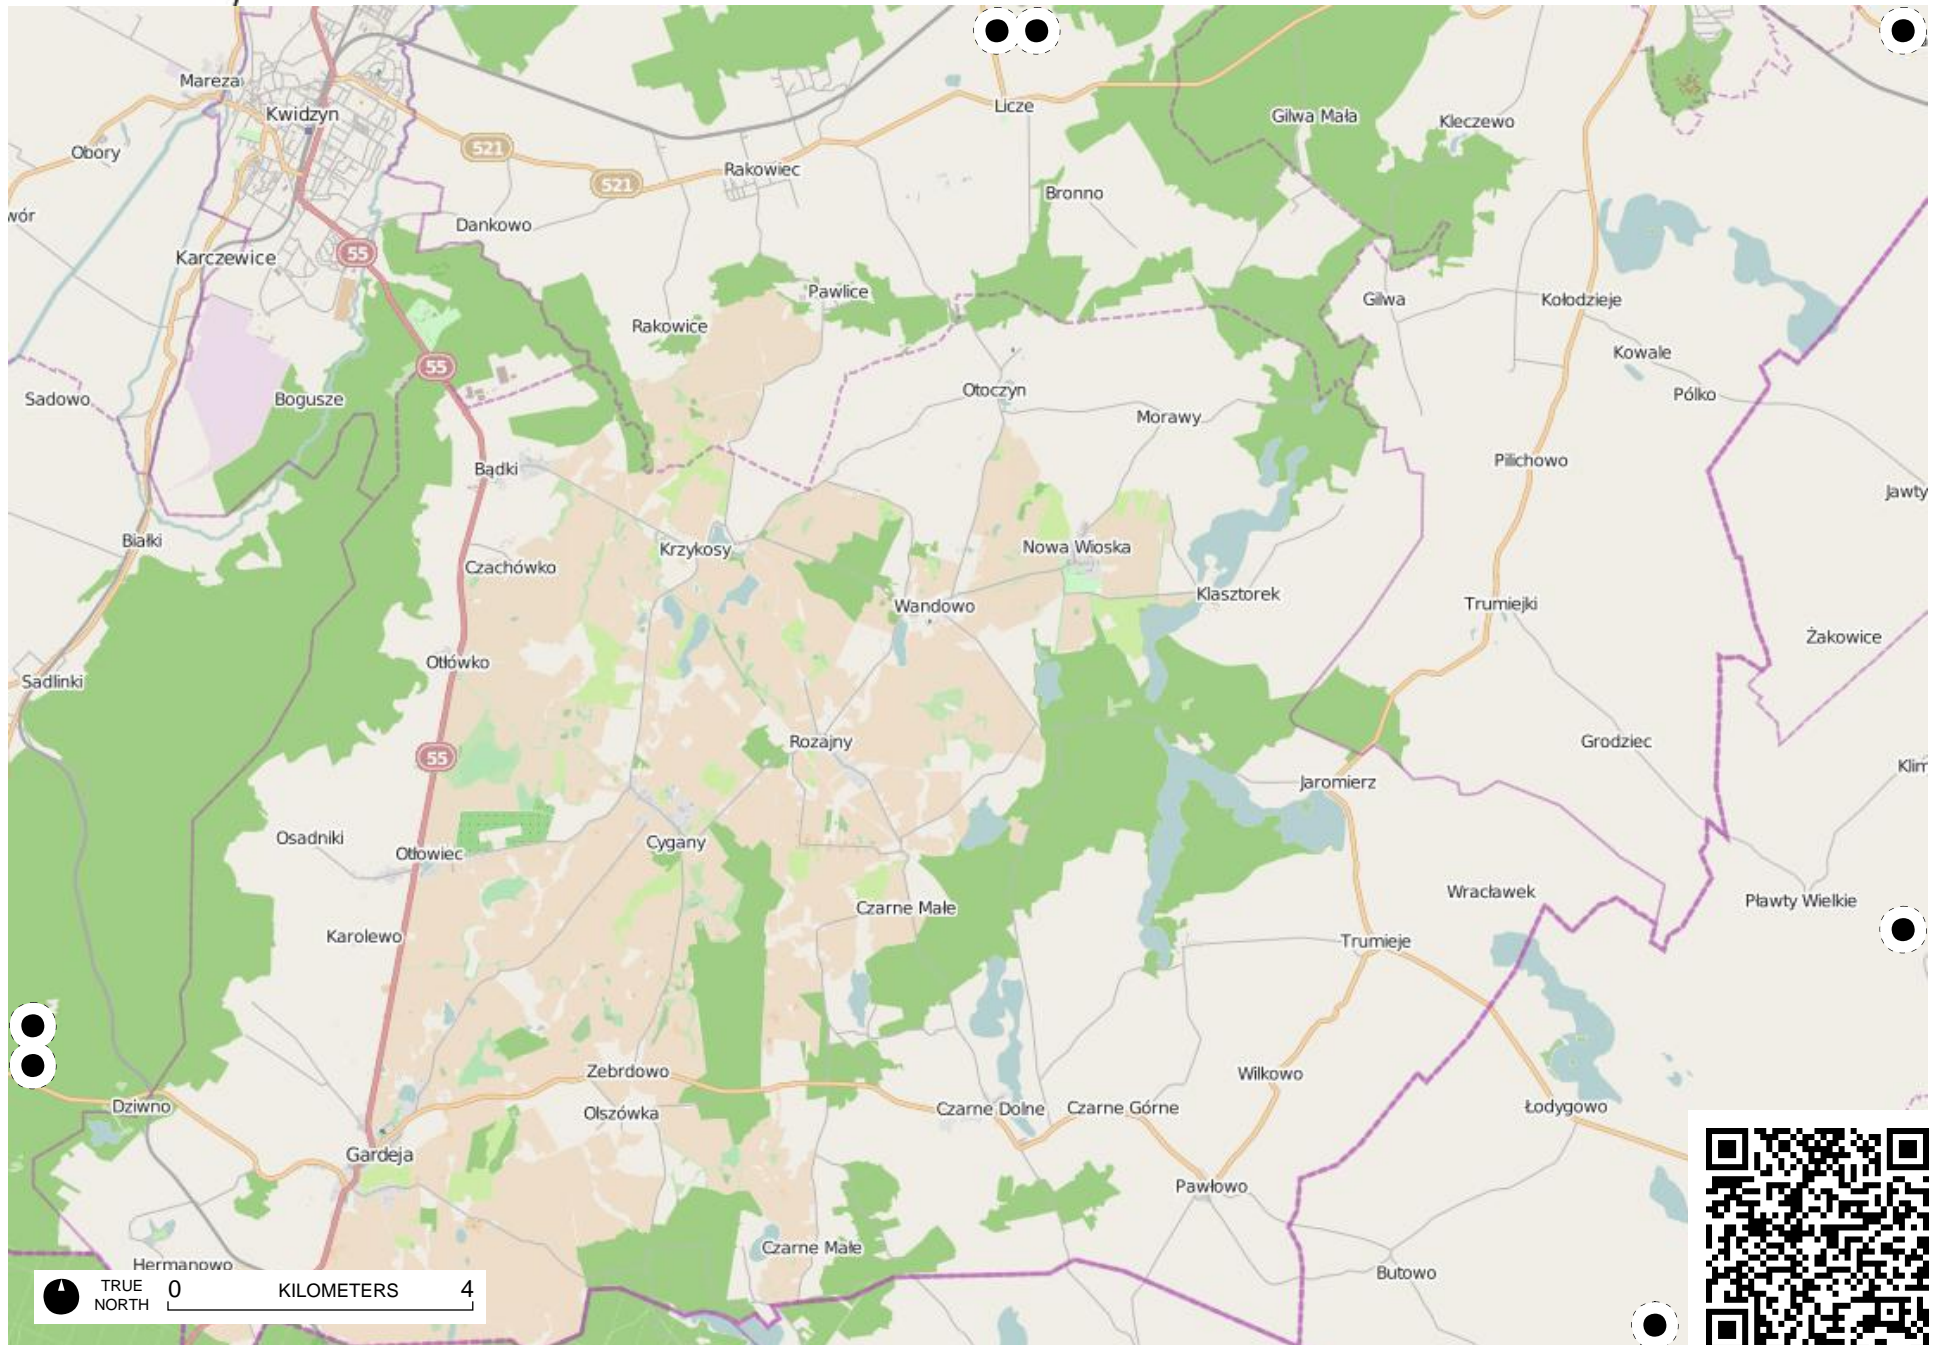 Mareza
Kwidzyn
Licze
Gilwa Mała
Kleczewo
Obory
521
521
Rakowiec
Bronno
wór
Dankowo
Karczewice
55
Pawlice
Gilwa
Kołodzieje
Rakowice
Kowale
55
Sadowo
Bogusze
Otoczyn
Morawy
Pólko
Bądki
Pilichowo
Jawty
Białki
Krzykosy
Nowa Wioska
Czachówko
Klasztorek
Wandowo
Trumiejki
Żakowice
Otłówko
Sadlinki
Rozajny
Grodziec
55
Jaromierz
Klim
Osadniki
Cygany
Otłowiec
Wracławek
Pławty Wielkie
Czarne Małe
Karolewo
Trumieje
Zebrdowo
Wilkowo
Dziwno
Olszówka
Czarne Dolne
Czarne Górne
Łodygowo
Gardeja
Pawłowo
Czarne Małe
Hermanowo
Butowo
TRUE
NORTH
0 KILOMETERS 4